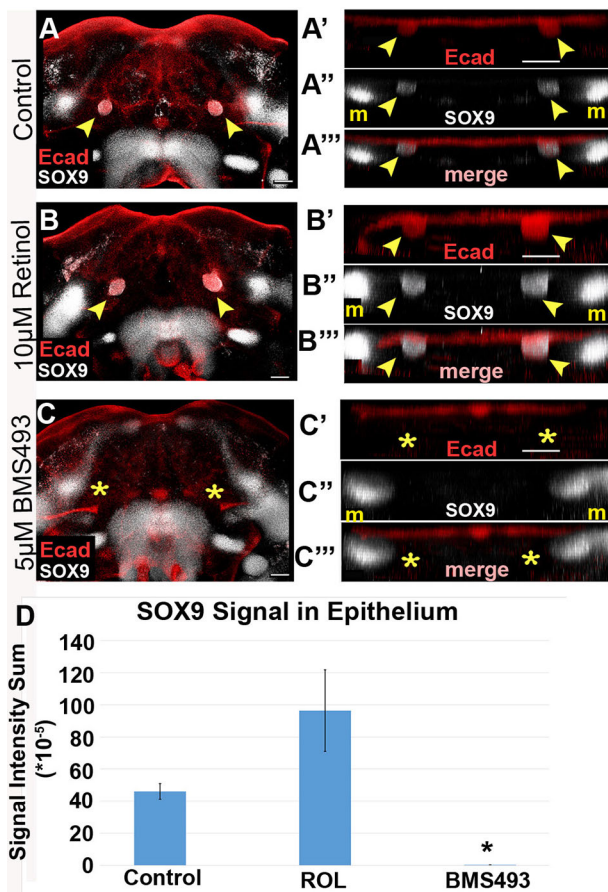 Control
A
Ecad
SOX9
A'
Ecad
A''
m
SOX9
m
A'''
merge
10µM Retinol
B
Ecad
SOX9
B'
Ecad
B''
m
SOX9
m
B'''
merge
5µM BMS493
C
*
*
Ecad
SOX9
C'
*
Ecad
*
C''
m
SOX9
m
C'''
*
merge
*
D
SOX9 Signal in Epithelium
Signal Intensity Sum
(*10⁻⁵)
140
120
100
80
60
40
20
0
*
Control ROL BMS493